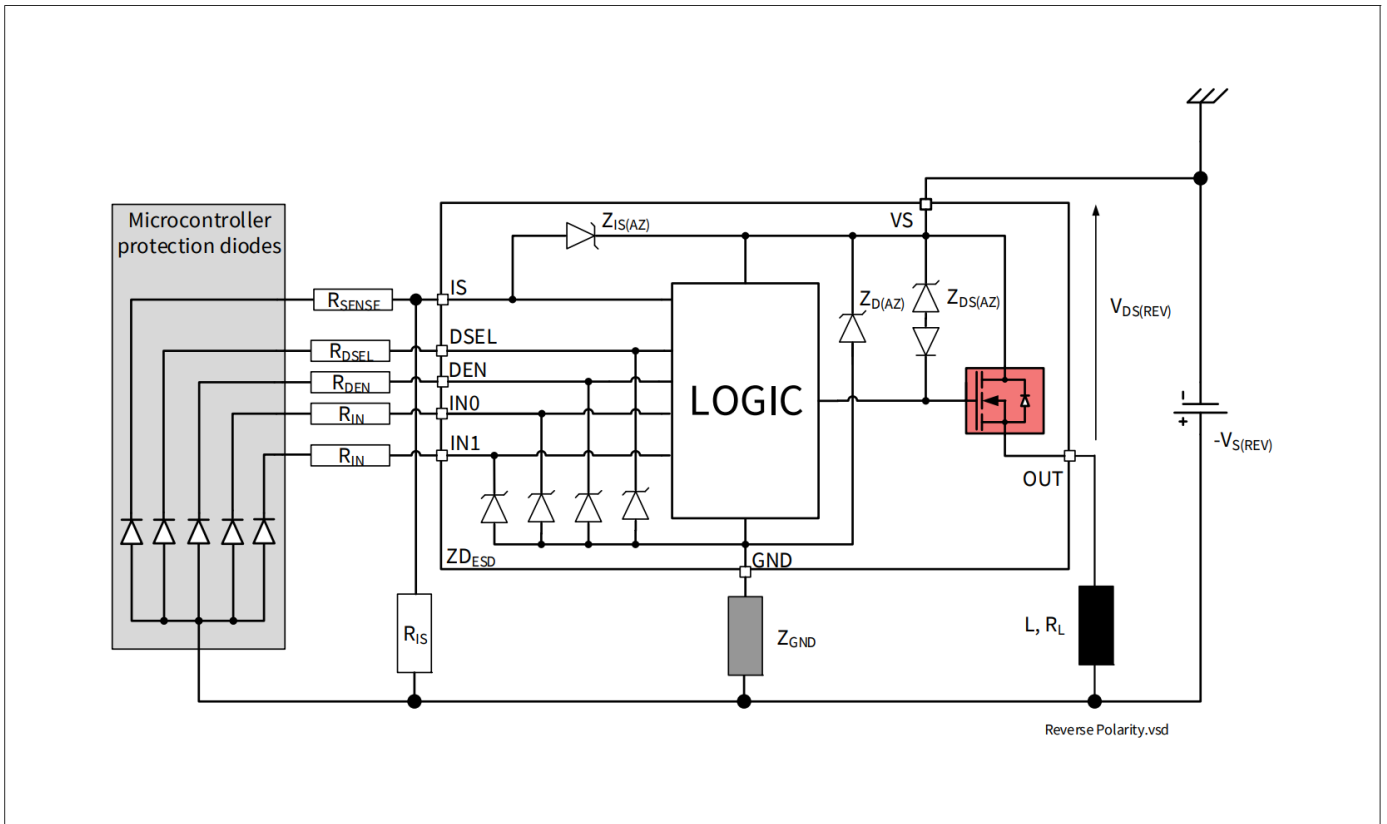 Microcontroller
protection diodes
VS
Z_IS(AZ)
IS
R_SENSE
Z_D(AZ)
Z_DS(AZ)
V_DS(REV)
DSEL
R_DSEL
DEN
R_DEN
LOGIC
IN0
R_IN
-
+
-V_S(REV)
IN1
R_IN
OUT
ZD_ESD
GND
R_IS
Z_GND
L, R_L
Reverse Polarity.vsd